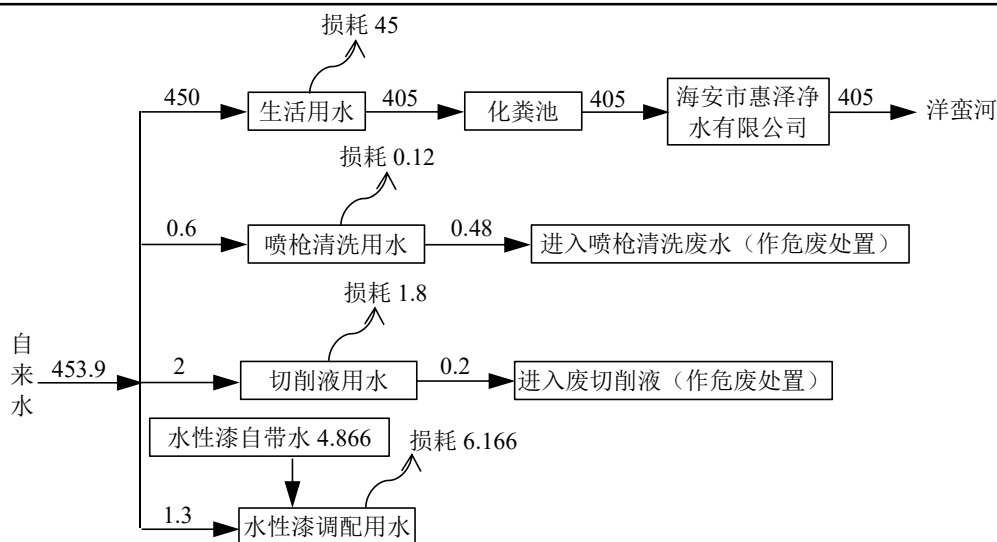 损耗 45
450
生活用水
405
化粪池
405
海安市惠泽净
水有限公司
405
洋蛮河
损耗 0.12
0.6
喷枪清洗用水
0.48
进入喷枪清洗废水（作危废处置）
损耗 1.8
自
来
水
453.9
2
切削液用水
0.2
进入废切削液（作危废处置）
水性漆自带水 4.866
损耗 6.166
1.3
水性漆调配用水